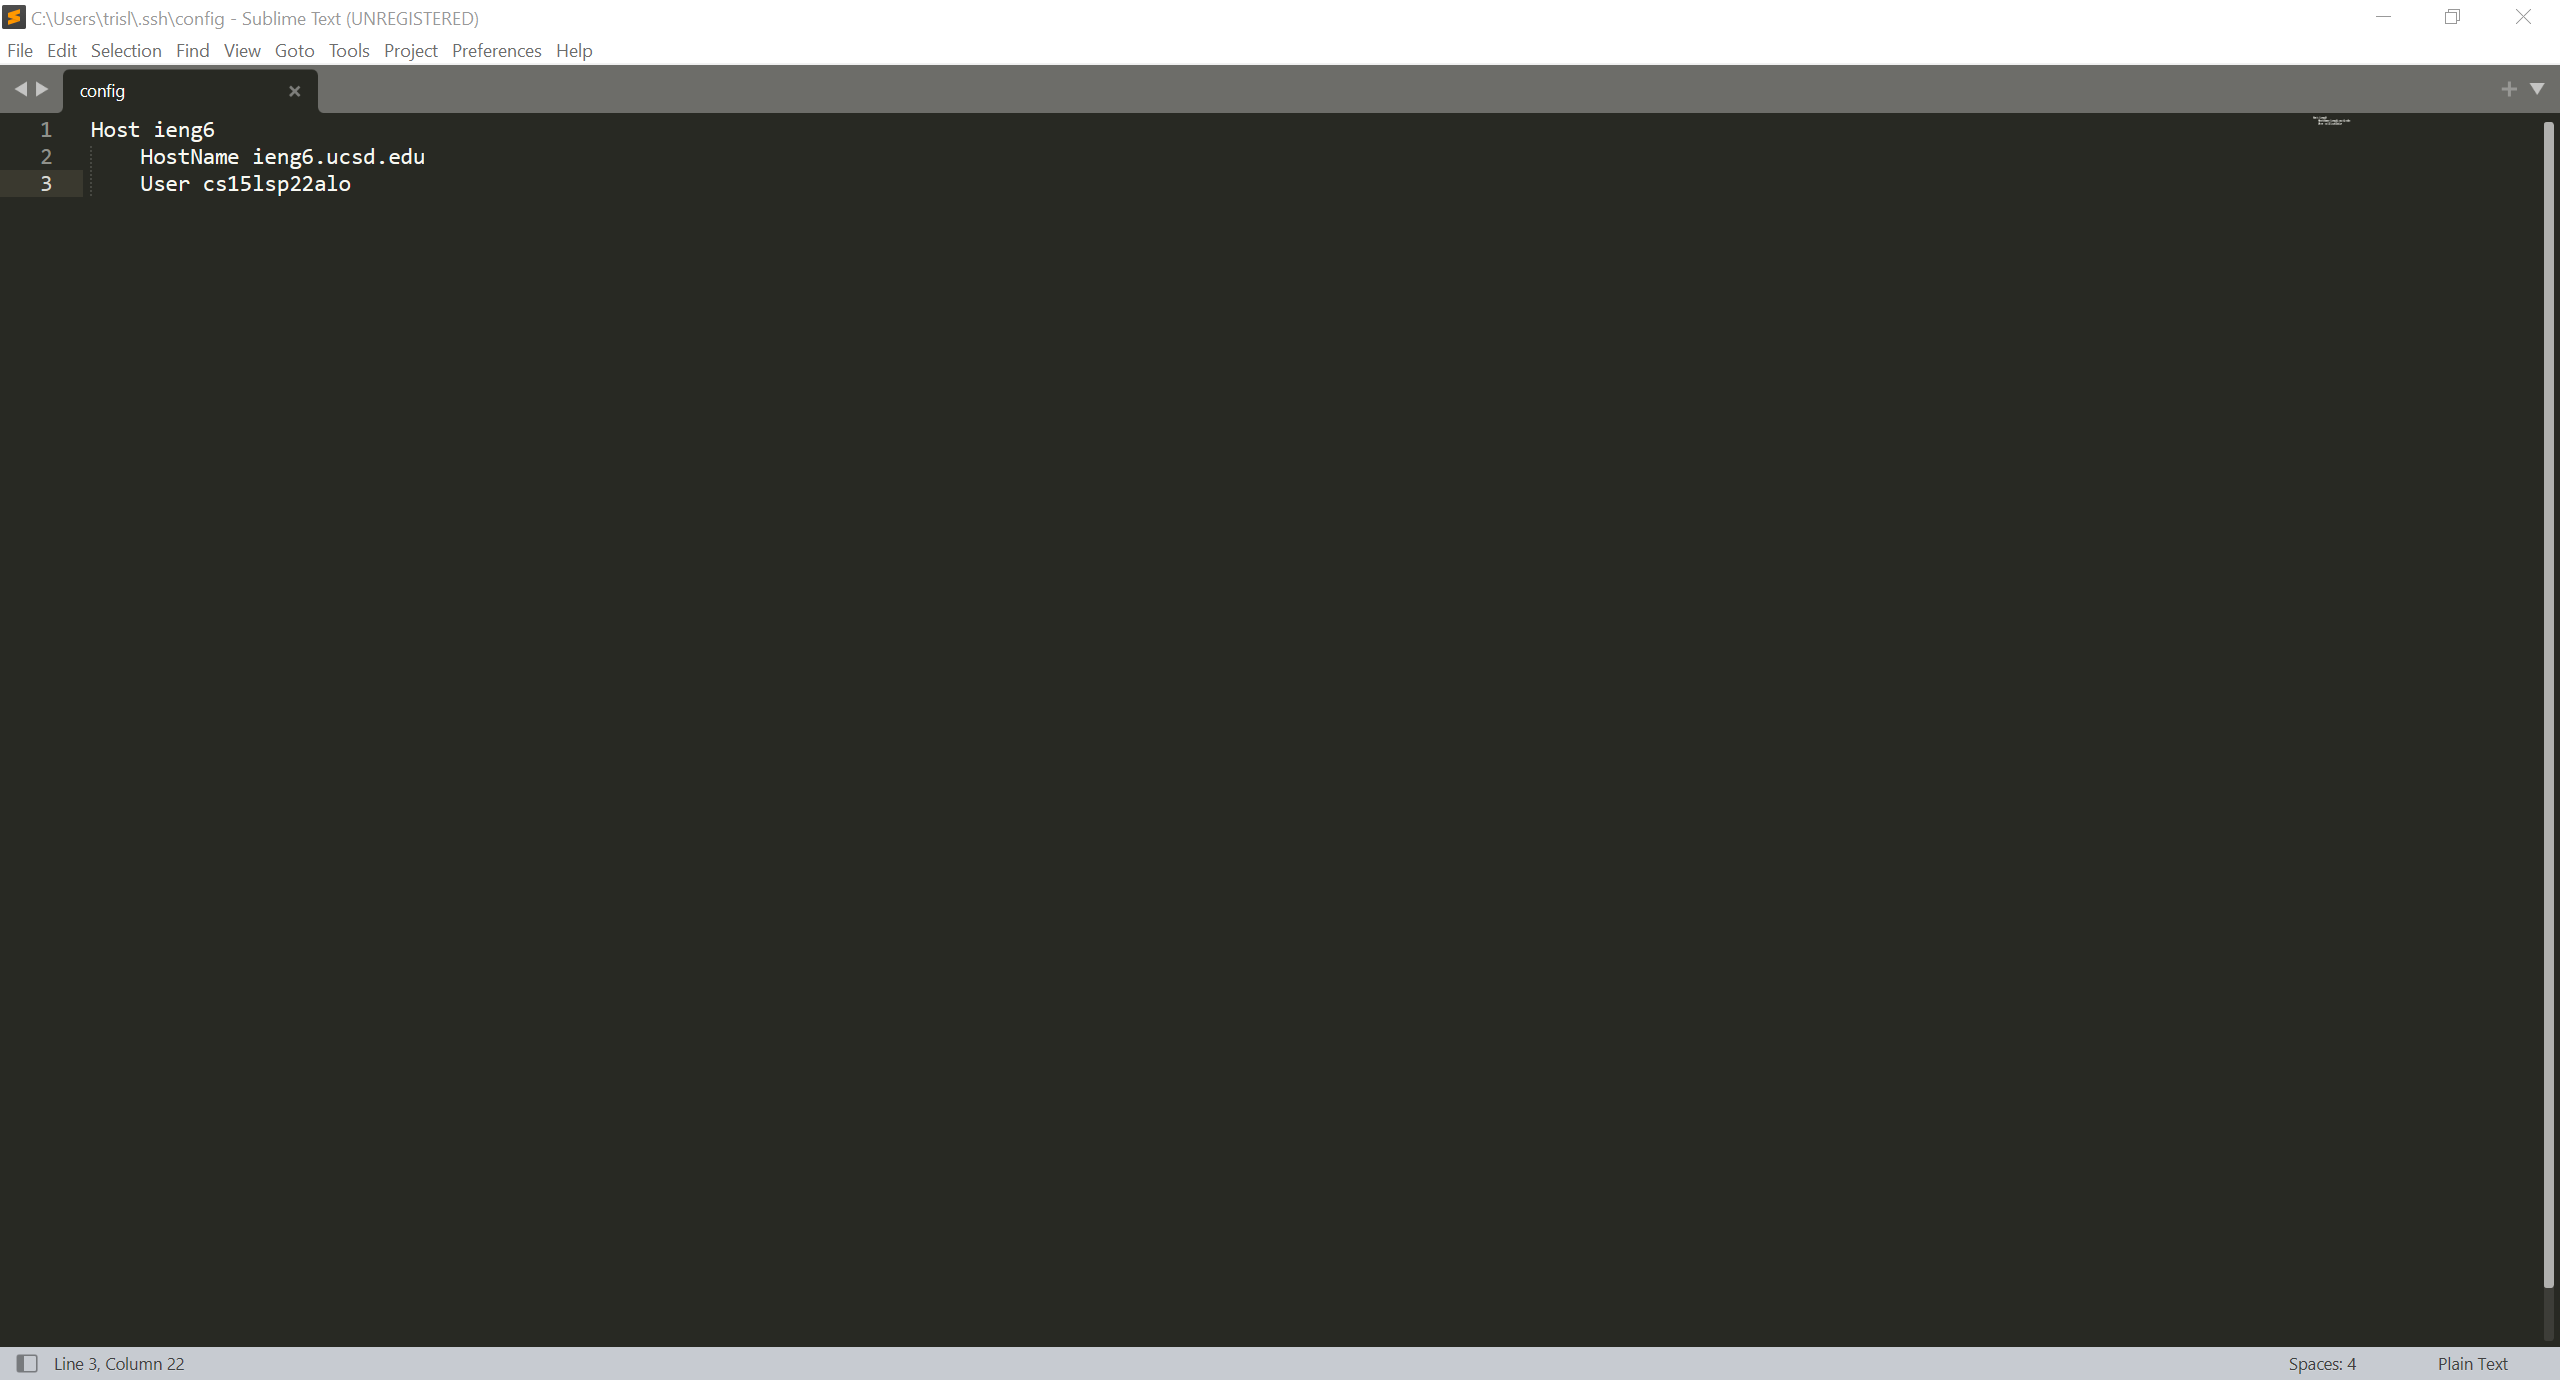 C:\Users\trisl\.ssh\config - Sublime Text (UNREGISTERED)
File Edit Selection Find View Goto Tools Project Preferences Help
config
1 Host ieng6
2     HostName ieng6.ucsd.edu
3     User cs15lsp22alo
Line 3, Column 22
Spaces: 4
Plain Text